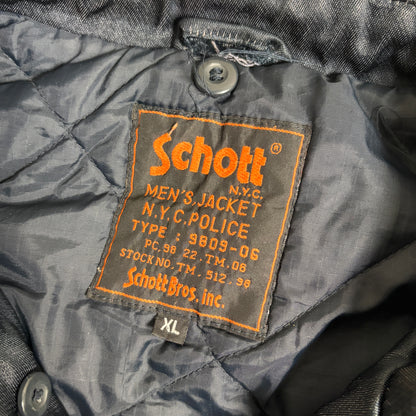 Schott®
N.Y.C.
MEN'S JACKET
N.Y.C. POLICE
TYPE : 9809-06
PC. 98 22. TM. 06
STOCK NO. TM - 512. 98
Schott Bros, inc.
XL